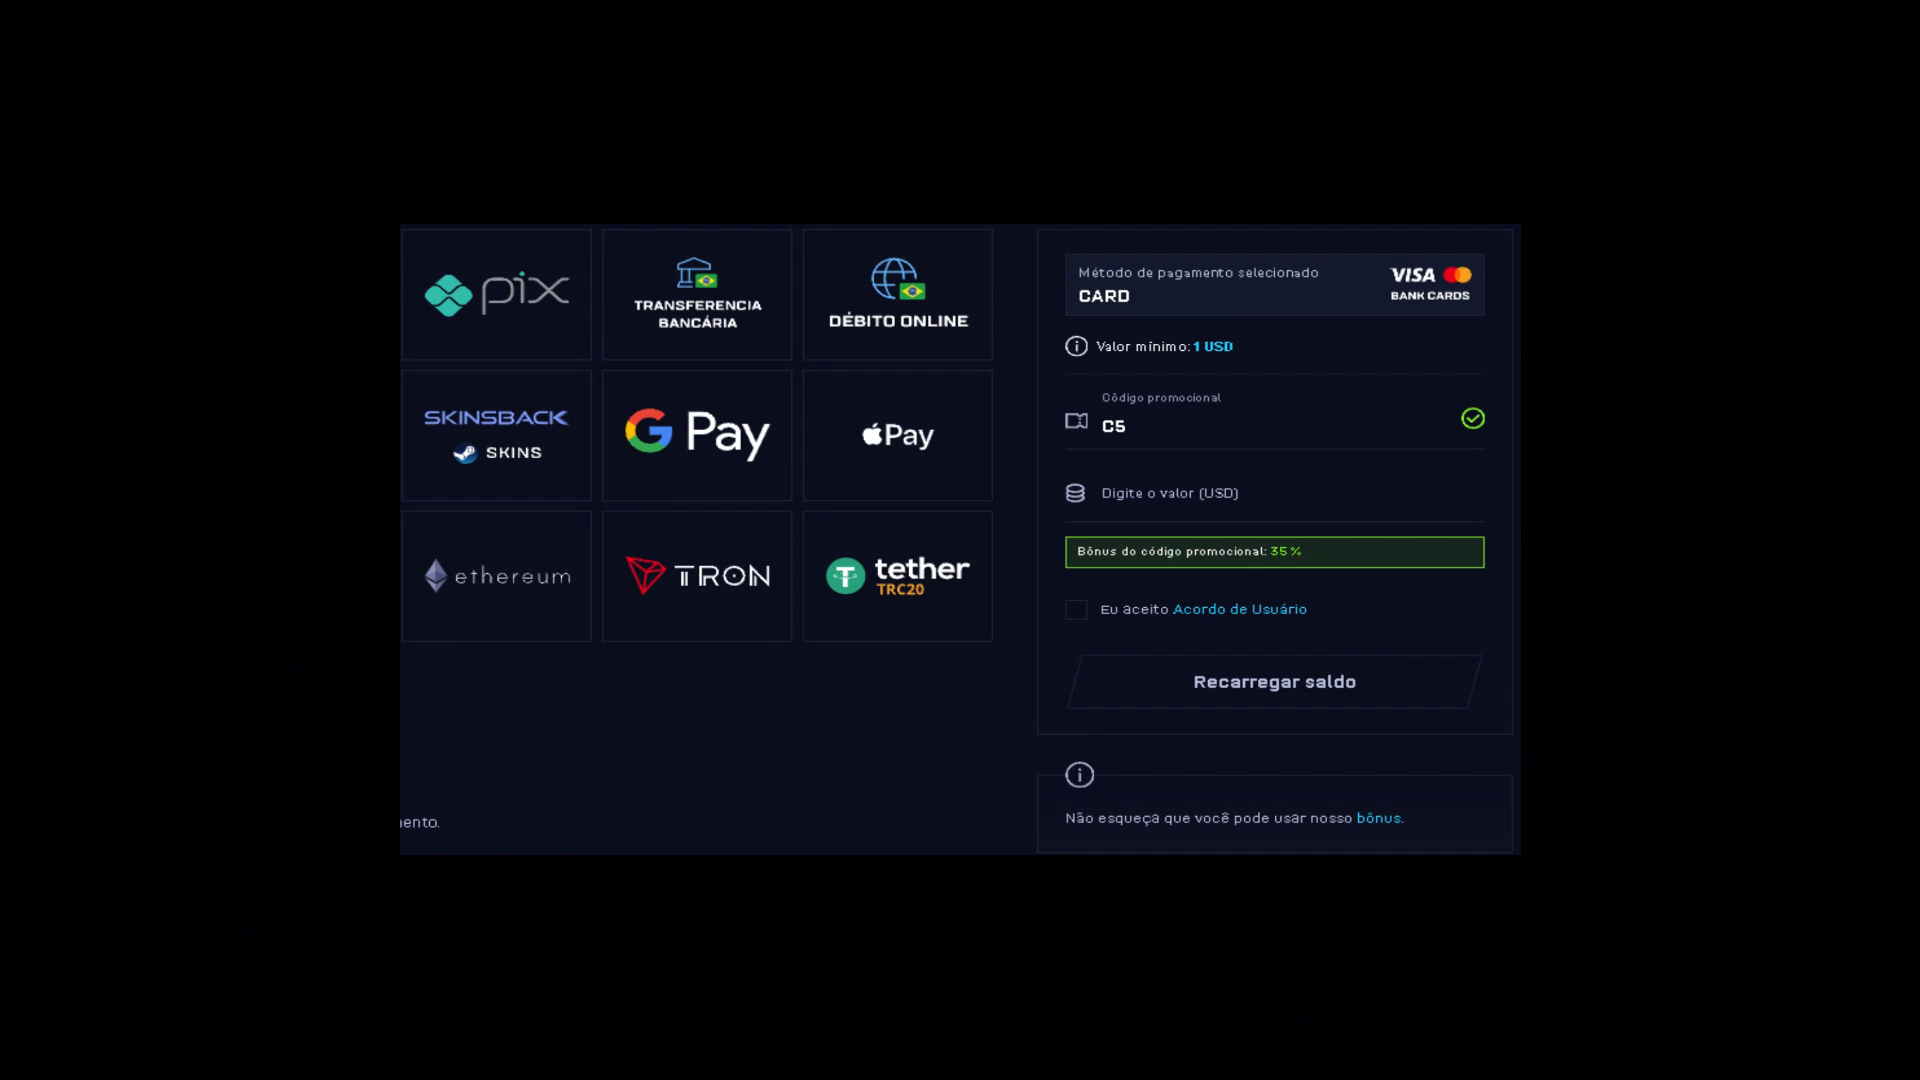 pix
TRANSFERENCIA
BANCÁRIA
DÉBITO ONLINE
SKINSBACK
SKINS
G Pay
Pay
ethereum
TRON
tether
TRC20
mento.
Método de pagamento selecionado
CARD
VISA
BANK CARDS
Valor mínimo: 1 USD
Código promocional
C5
Digite o valor (USD)
Bônus do código promocional: 35%
Eu aceito Acordo de Usuário
Recarregar saldo
Não esqueça que você pode usar nosso bônus.